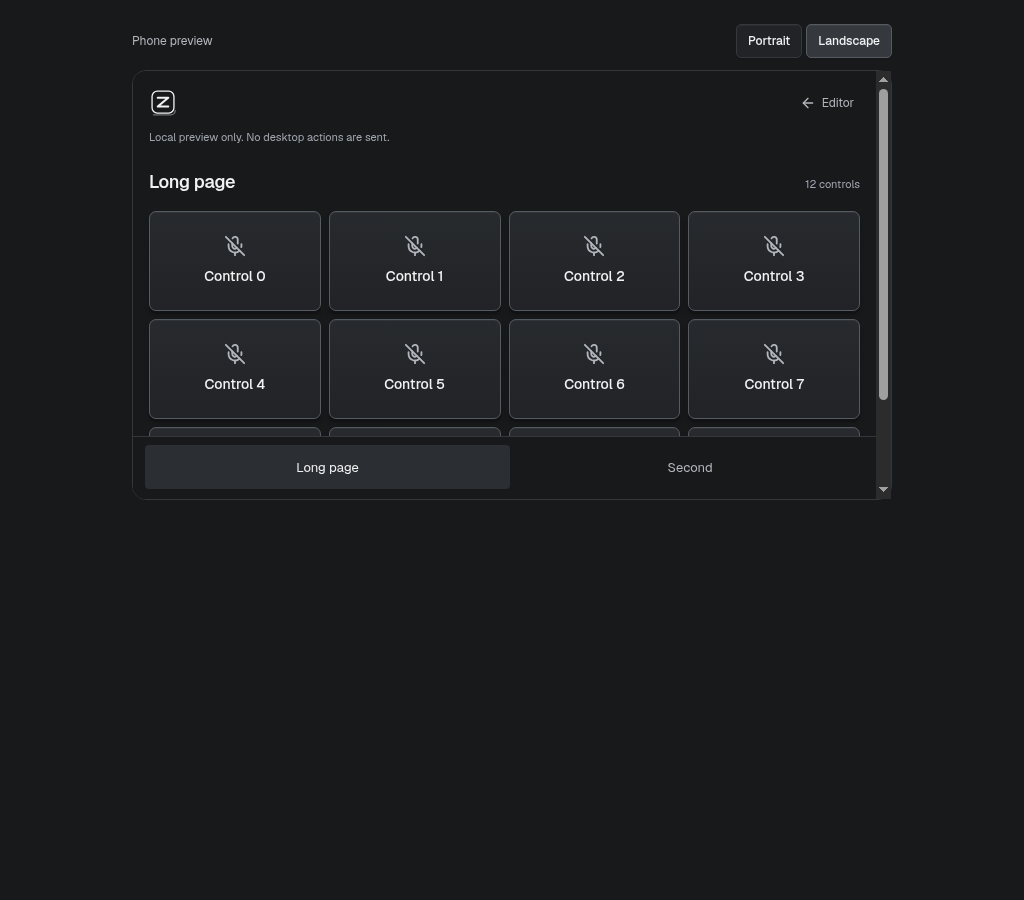 Phone preview
Portrait
Landscape
Z
Editor
Local preview only. No desktop actions are sent.
Long page
12 controls
Control 0
Control 1
Control 2
Control 3
Control 4
Control 5
Control 6
Control 7
Long page
Second